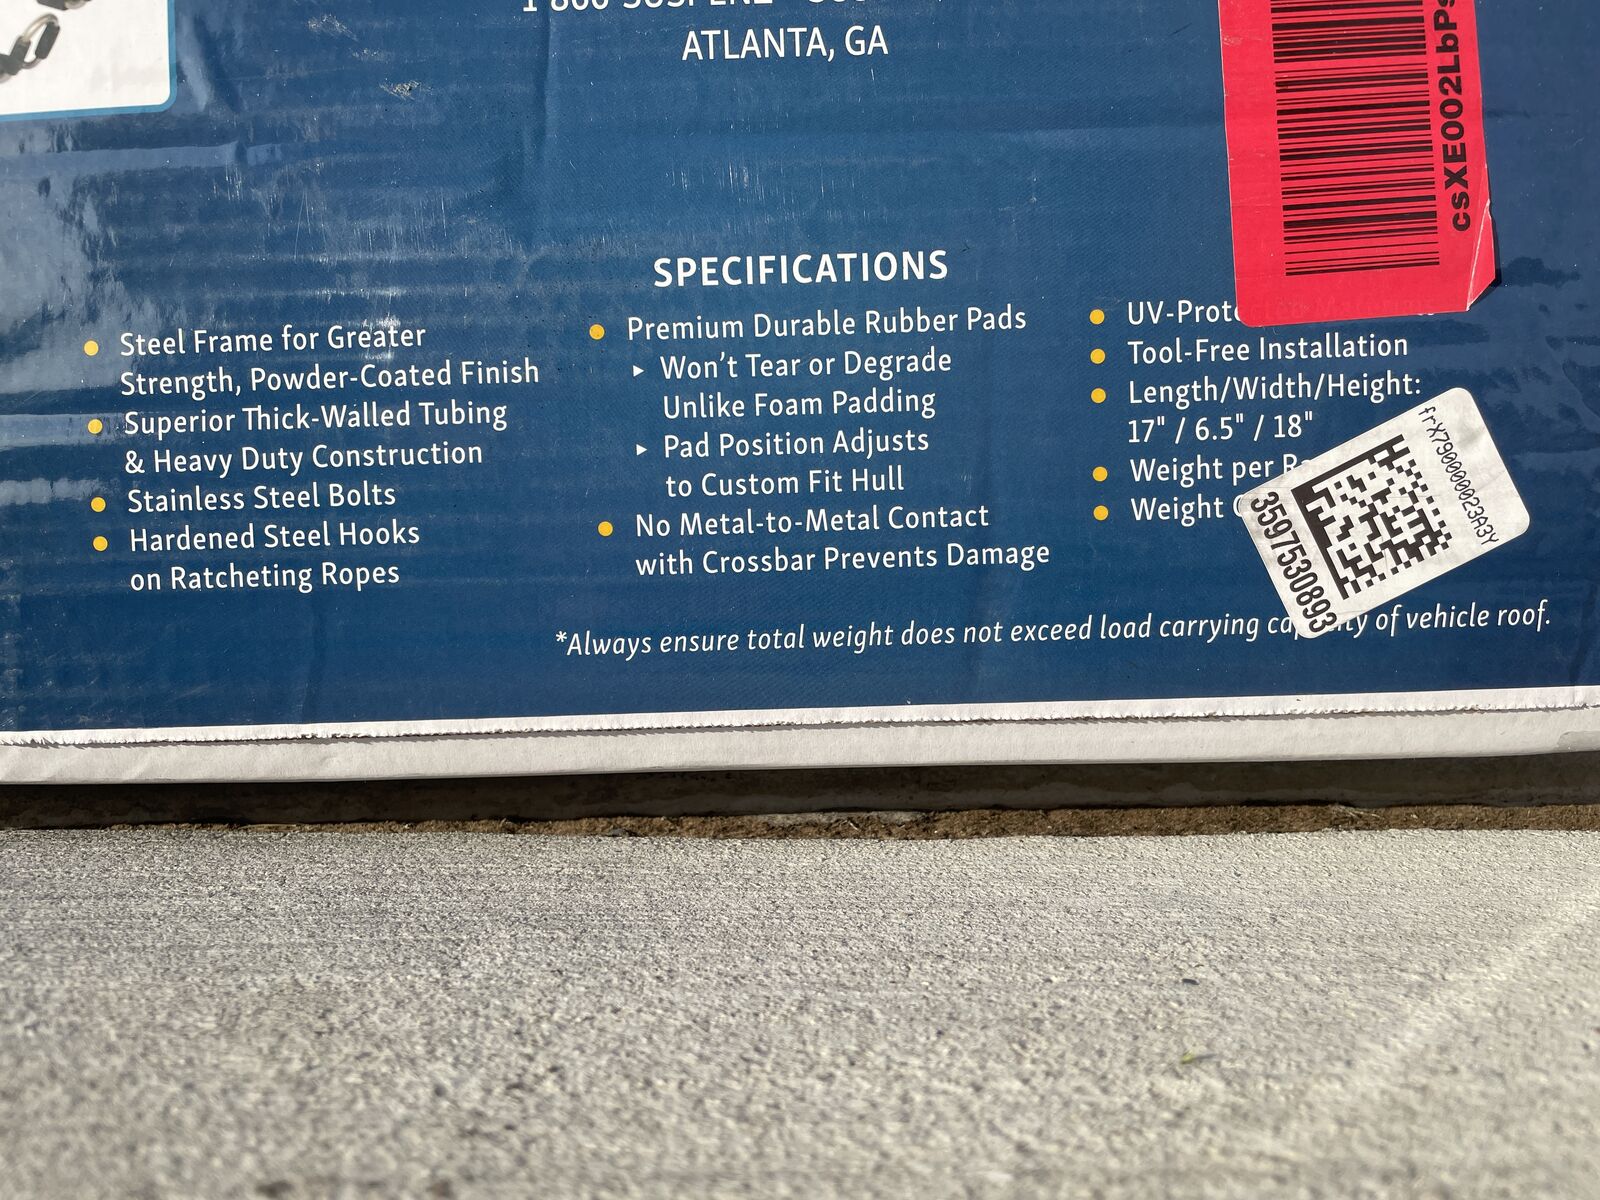 ATLANTA, GA
csXE002LbPs
SPECIFICATIONS
Steel Frame for Greater
Strength, Powder-Coated Finish
Superior Thick-Walled Tubing
& Heavy Duty Construction
Stainless Steel Bolts
Hardened Steel Hooks
on Ratcheting Ropes
Premium Durable Rubber Pads
▸ Won't Tear or Degrade
Unlike Foam Padding
▸ Pad Position Adjusts
to Custom Fit Hull
No Metal-to-Metal Contact
with Crossbar Prevents Damage
Tool-Free Installation
Length/Width/Height:
17" / 6.5" / 18"
Weight per
Weight
frX790000023A3Y
3597530893
*Always ensure total weight does not exceed load carrying of vehicle roof.